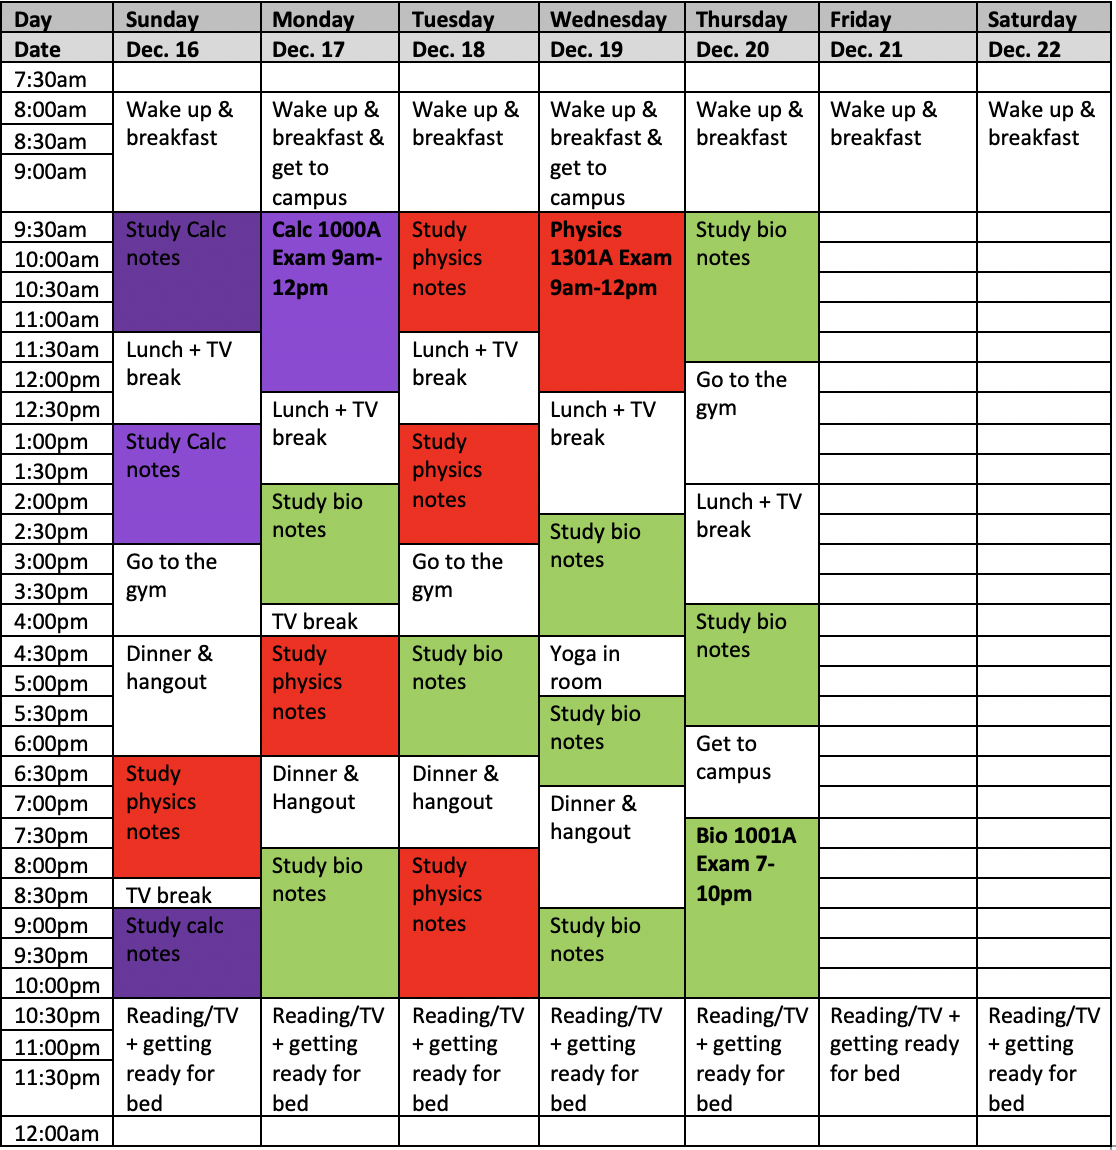 Day Sunday Monday Tuesday Wednesday Thursday Friday Saturday
Date Dec. 16 Dec. 17 Dec. 18 Dec. 19 Dec. 20 Dec. 21 Dec. 22
7:30am
8:00am Wake up & Wake up & Wake up & Wake up & Wake up & Wake up & Wake up &
8:30am breakfast breakfast & breakfast breakfast & breakfast breakfast breakfast
9:00am get to get to
campus campus
9:30am Study Calc Calc 1000A Study Physics Study bio
10:00am notes Exam 9am- physics 1301A Exam notes
10:30am 12pm notes 9am-12pm
11:00am
11:30am Lunch + TV Lunch + TV
12:00pm break break Go to the
12:30pm Lunch + TV Lunch + TV gym
1:00pm Study Calc break Study break
1:30pm notes physics
2:00pm Study bio notes Lunch + TV
2:30pm notes Study bio break
3:00pm Go to the Go to the notes
3:30pm gym gym
4:00pm TV break Study bio
4:30pm Dinner & Study Study bio Yoga in notes
5:00pm hangout physics notes room
5:30pm notes Study bio
6:00pm notes Get to
6:30pm Study Dinner & Dinner & campus
7:00pm physics Hangout hangout Dinner &
7:30pm notes hangout Bio 1001A
8:00pm Study bio Study Exam 7-
8:30pm TV break notes physics 10pm
9:00pm Study calc notes Study bio
9:30pm notes notes
10:00pm
10:30pm Reading/TV Reading/TV Reading/TV Reading/TV Reading/TV Reading/TV + Reading/TV
11:00pm + getting + getting + getting + getting + getting getting ready + getting
11:30pm ready for ready for ready for ready for ready for for bed ready for
bed bed bed bed bed bed
12:00am